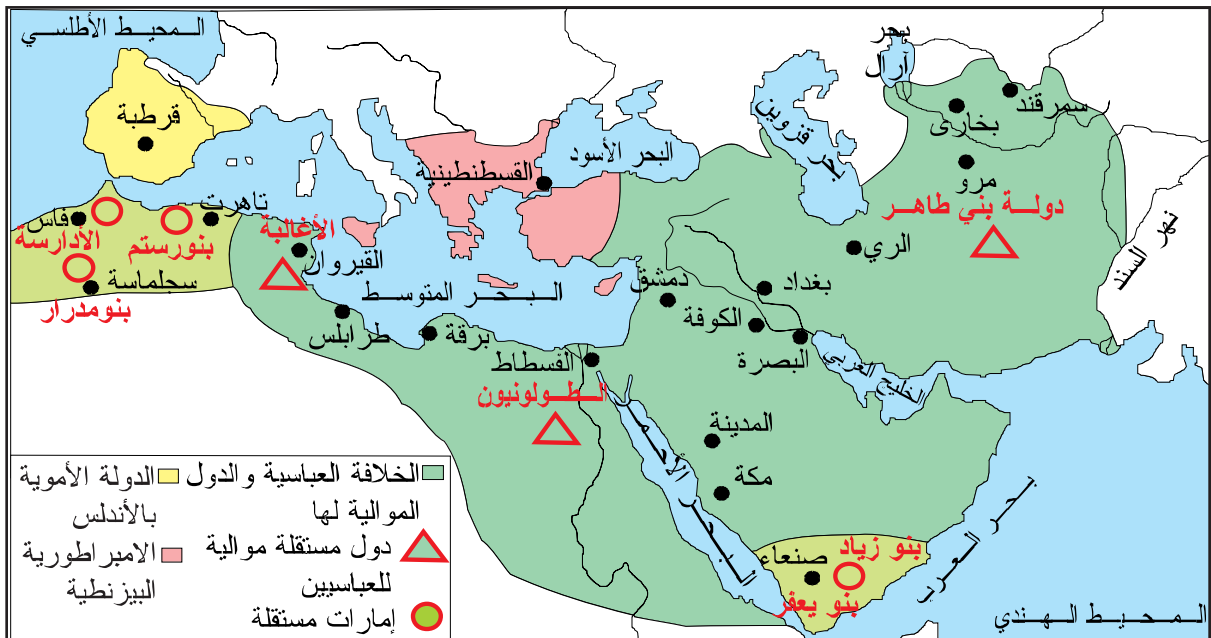 المحيط الأطلسي
بحر
آرال
سمرقند
بخارى
بحر قزوين
قرطبة
البحر الأسود
القسطنطينية
مرو
دولة بني طاهر
نهر السند
تاهرت
فاس
الأدارسة
بنورستم
الأغالبة
القيروان
الري
سجلماسة
بنومدرار
البحر المتوسط
دمشق
بغداد
الكوفة
طرابلس
برقة
البصرة
الفسطاط
الخليج العربي
الطولونيون
المدينة
مكة
البحر الأحمر
بحر العرب
بنو زياد
صنعاء
بنو يعفر
المحيط الهندي
الخلافة العباسية والدول
الموالية لها
دول مستقلة موالية
للعباسيين
إمارات مستقلة
الدولة الأموية
بالأندلس
الامبراطورية
البيزنطية